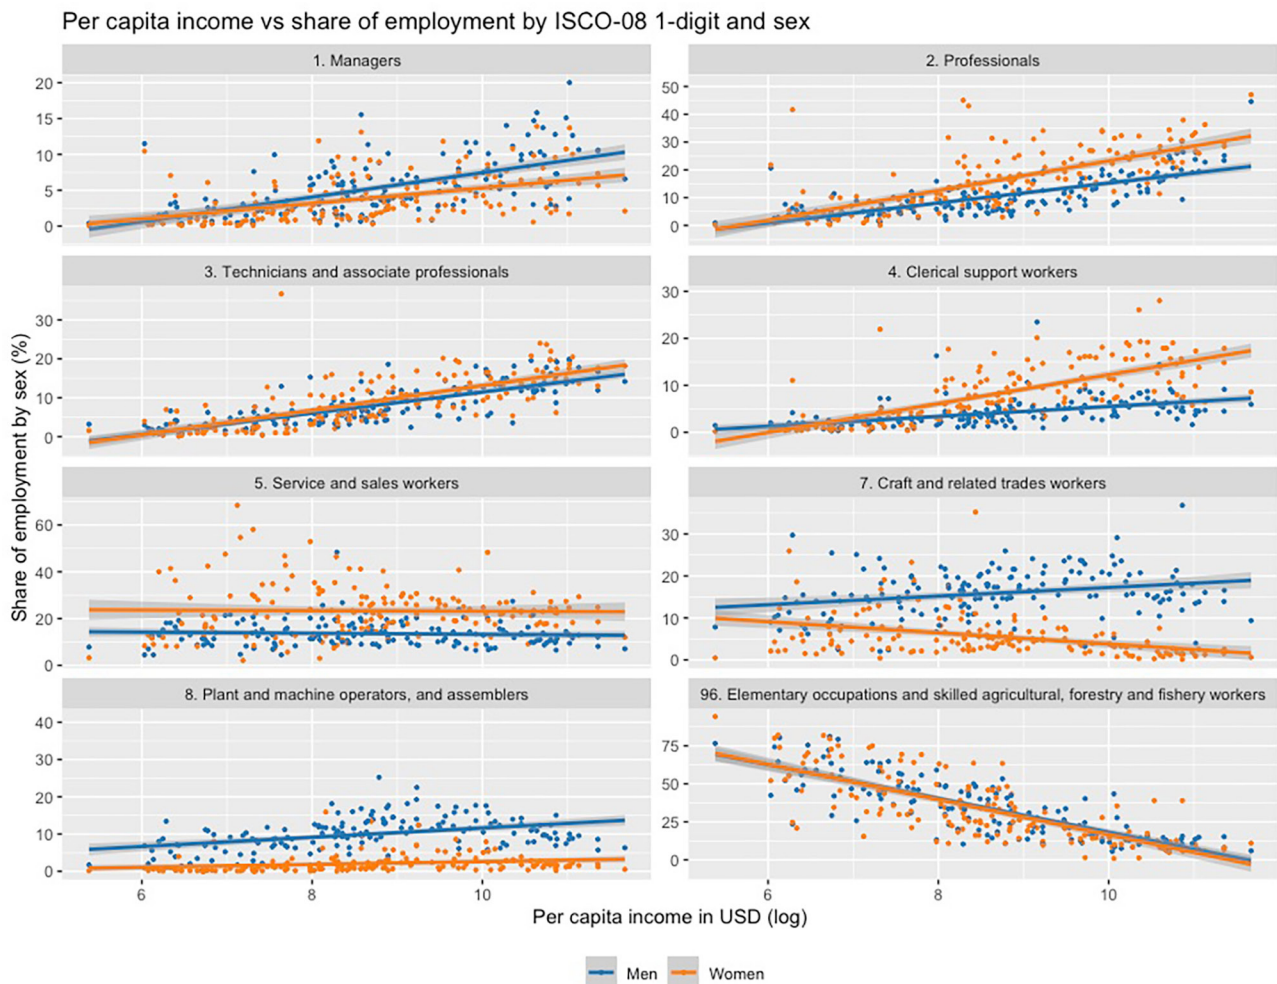 Per capita income vs share of employment by ISCO-08 1-digit and sex
1. Managers
2. Professionals
20
15
10
5
0
50
40
30
20
10
0
3. Technicians and associate professionals
4. Clerical support workers
30
20
10
0
30
20
10
0
Share of employment by sex (%)
5. Service and sales workers
7. Craft and related trades workers
60
40
20
0
30
20
10
0
8. Plant and machine operators, and assemblers
96. Elementary occupations and skilled agricultural, forestry and fishery workers
40
30
20
10
0
75
50
25
0
6 8 10
6 8 10
Per capita income in USD (log)
Men Women